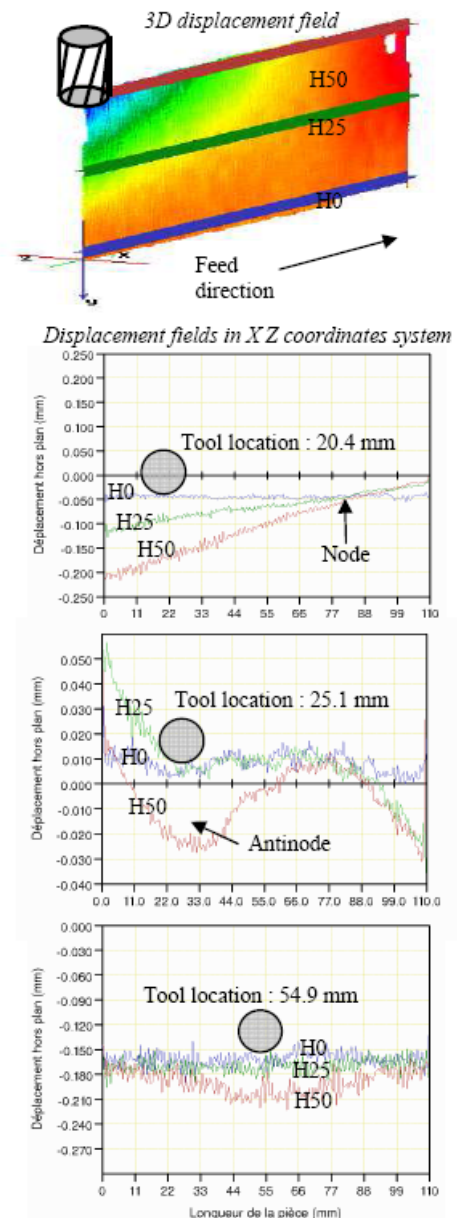 3D displacement field
H50
H25
H0
Feed
direction
z
x
y
Displacement fields in X Z coordinates system
0.250
0.200
0.150
0.100
0.050
0.000
-0.050
-0.100
-0.150
-0.200
-0.250
Déplacement hors plan (mm)
Tool location : 20.4 mm
H0
H25
H50
Node
0 11 22 33 44 55 66 77 88 99 110
0.050
0.040
0.030
0.020
0.010
0.000
-0.010
-0.020
-0.030
-0.040
Déplacement hors plan (mm)
Tool location : 25.1 mm
H25
H0
H50
Antinode
0.0 11.0 22.0 33.0 44.0 55.0 66.0 77.0 88.0 99.0 110.0
0.000
-0.030
-0.060
-0.090
-0.120
-0.150
-0.180
-0.210
-0.240
-0.270
Déplacement hors plan (mm)
Tool location : 54.9 mm
H0
H25
H50
0 11 22 33 44 55 66 77 88 99 110
Longueur de la pièce (mm)